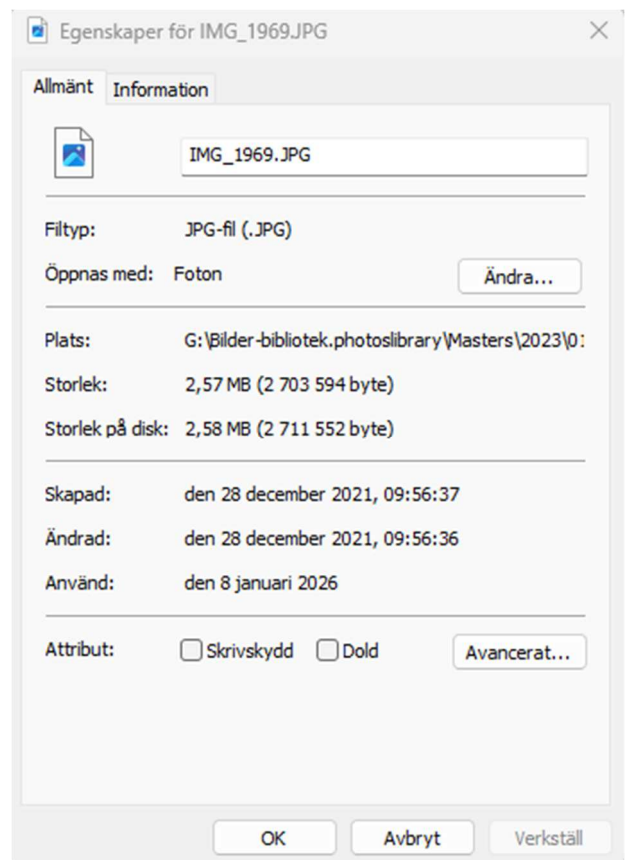 Egenskaper för IMG_1969.JPG
Allmänt Information
IMG_1969.JPG
Filtyp: JPG-fil (.JPG)
Öppnas med: Foton Ändra...
Plats: G:\Bilder-bibliotek.photoslibrary\Masters\2023\01
Storlek: 2,57 MB (2 703 594 byte)
Storlek på disk: 2,58 MB (2 711 552 byte)
Skapad: den 28 december 2021, 09:56:37
Ändrad: den 28 december 2021, 09:56:36
Använd: den 8 januari 2026
Attribut: Skrivskydd Dold Avancerat...
OK Avbryt Verkställ